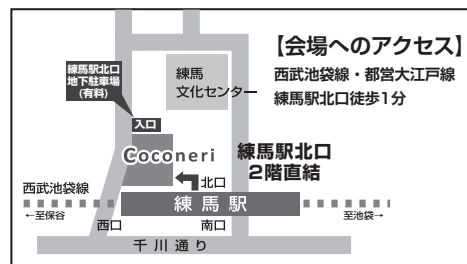 【会場へのアクセス】
西武池袋線・都営大江戸線
練馬駅北口徒歩1分
練馬駅北口
地下駐車場
(有料)
練馬
文化センター
入口
Coconeri
練馬駅北口
2階直結
北口
西武池袋線
練馬駅
←至保谷
至池袋→
西口
南口
千川通り